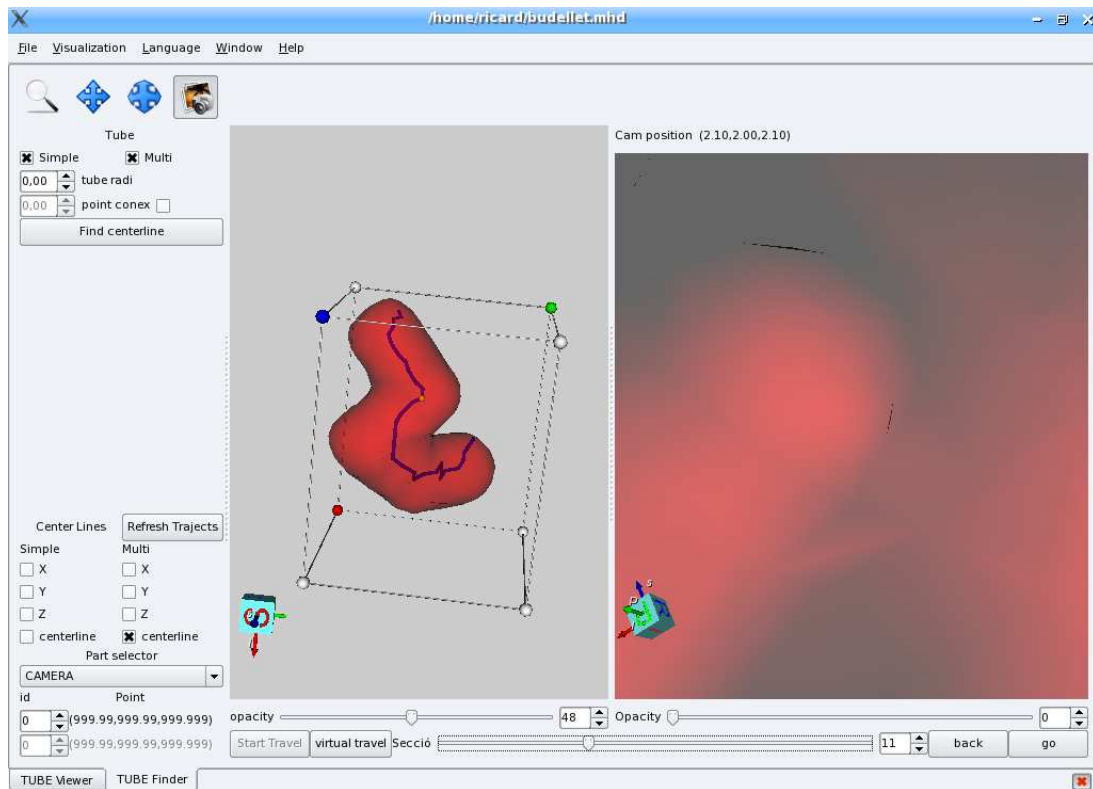 /home/ricard/budellet.mhd
File Visualization Language Window Help
Tube
Simple Multi
0,00 tube radi
0,00 point conex
Find centerline
Cam position (2.10,2.00,2.10)
Center Lines Refresh Trajects
Simple Multi
X X
Y Y
Z Z
centerline centerline
Part selector
CAMERA
id Point
0 (999.99,999.99,999.999)
0 (999.99,999.99,999.999)
opacity 48 Opacity 0
Start Travel virtual travel Secció 11 back go
TUBE Viewer TUBE Finder
S